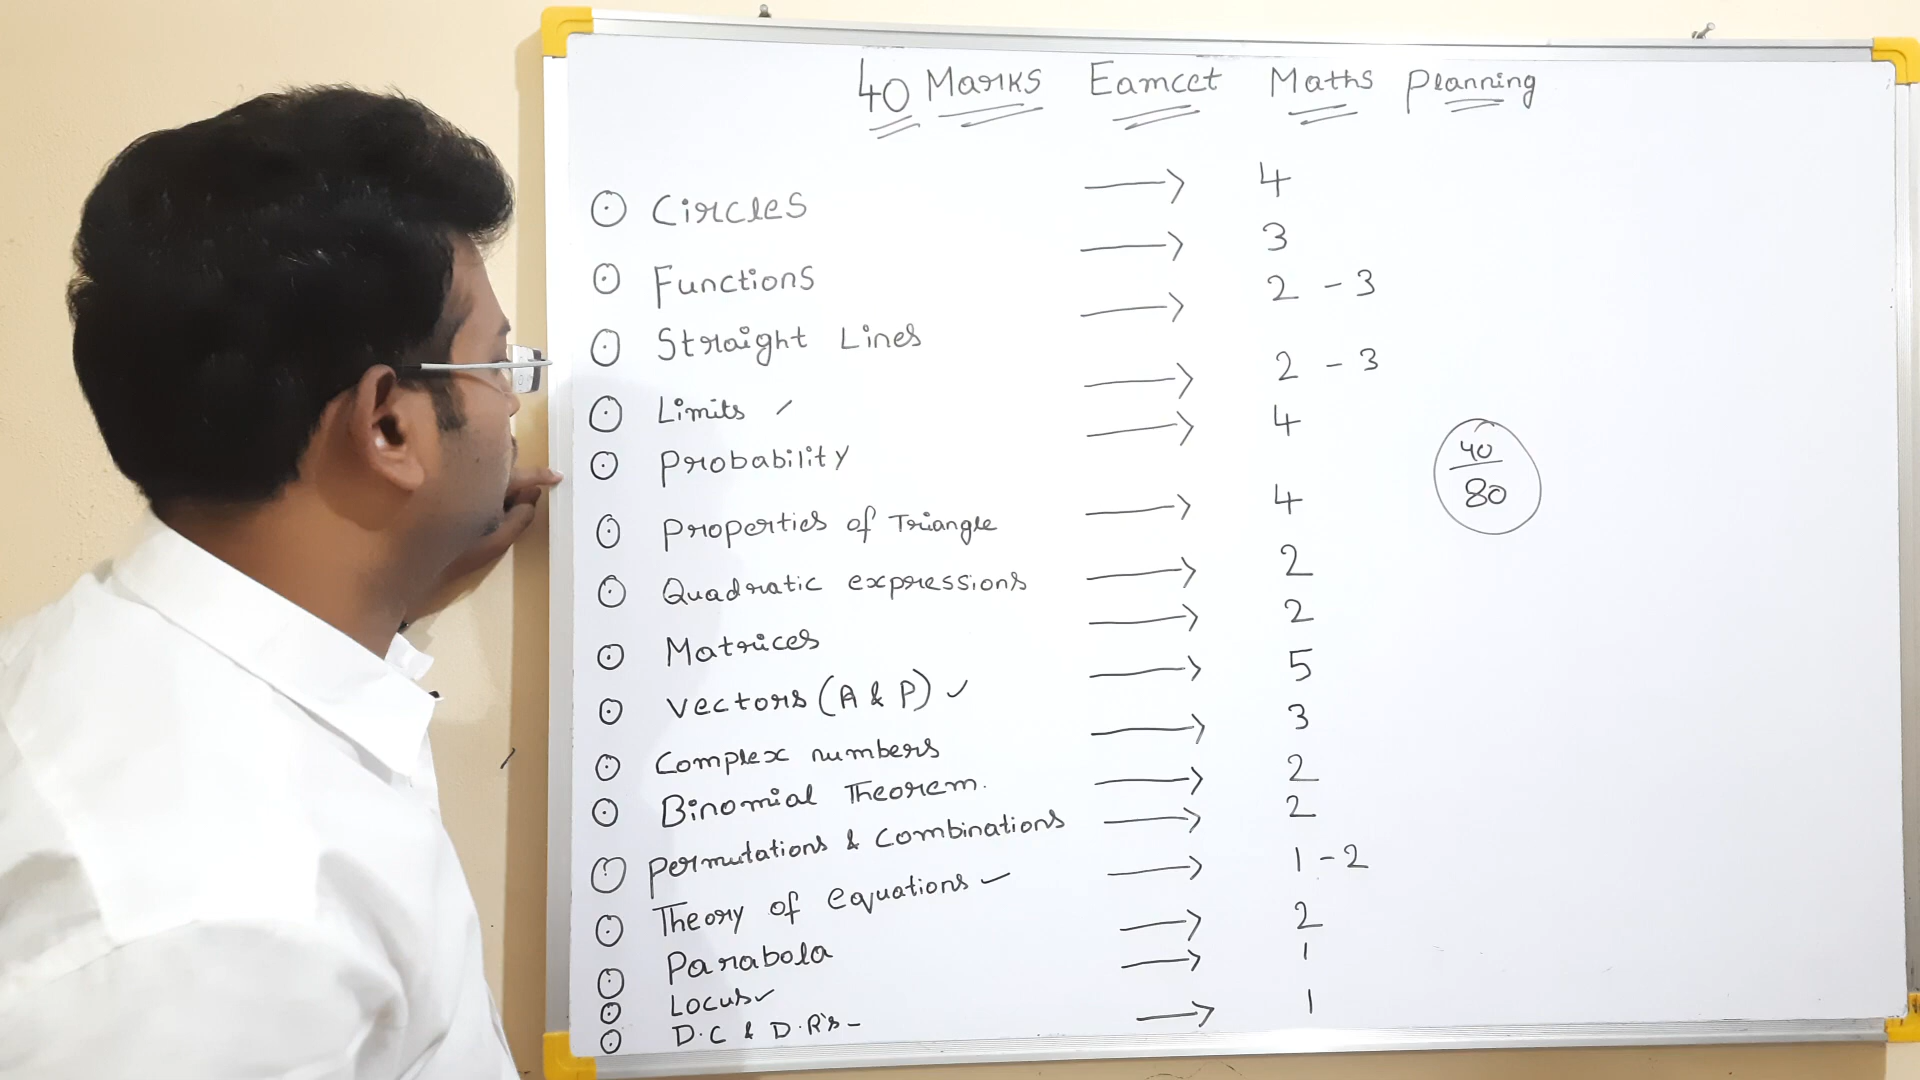 40 Marks Eamcet Maths Planning
Circles → 4
Functions → 3
Straight Lines → 2 - 3
Limits → 2 - 3
Probability → 4
Properties of Triangle → 4
Quadratic expressions → 2
Matrices → 2
Vectors (A & P) ✓ → 5
Complex numbers → 3
Binomial Theorem. → 2
Permutations & Combinations → 2
Theory of equations ✓ → 1 - 2
Parabola → 2
Locus ✓ → 1
D.C & D.R's - → 1
40
80